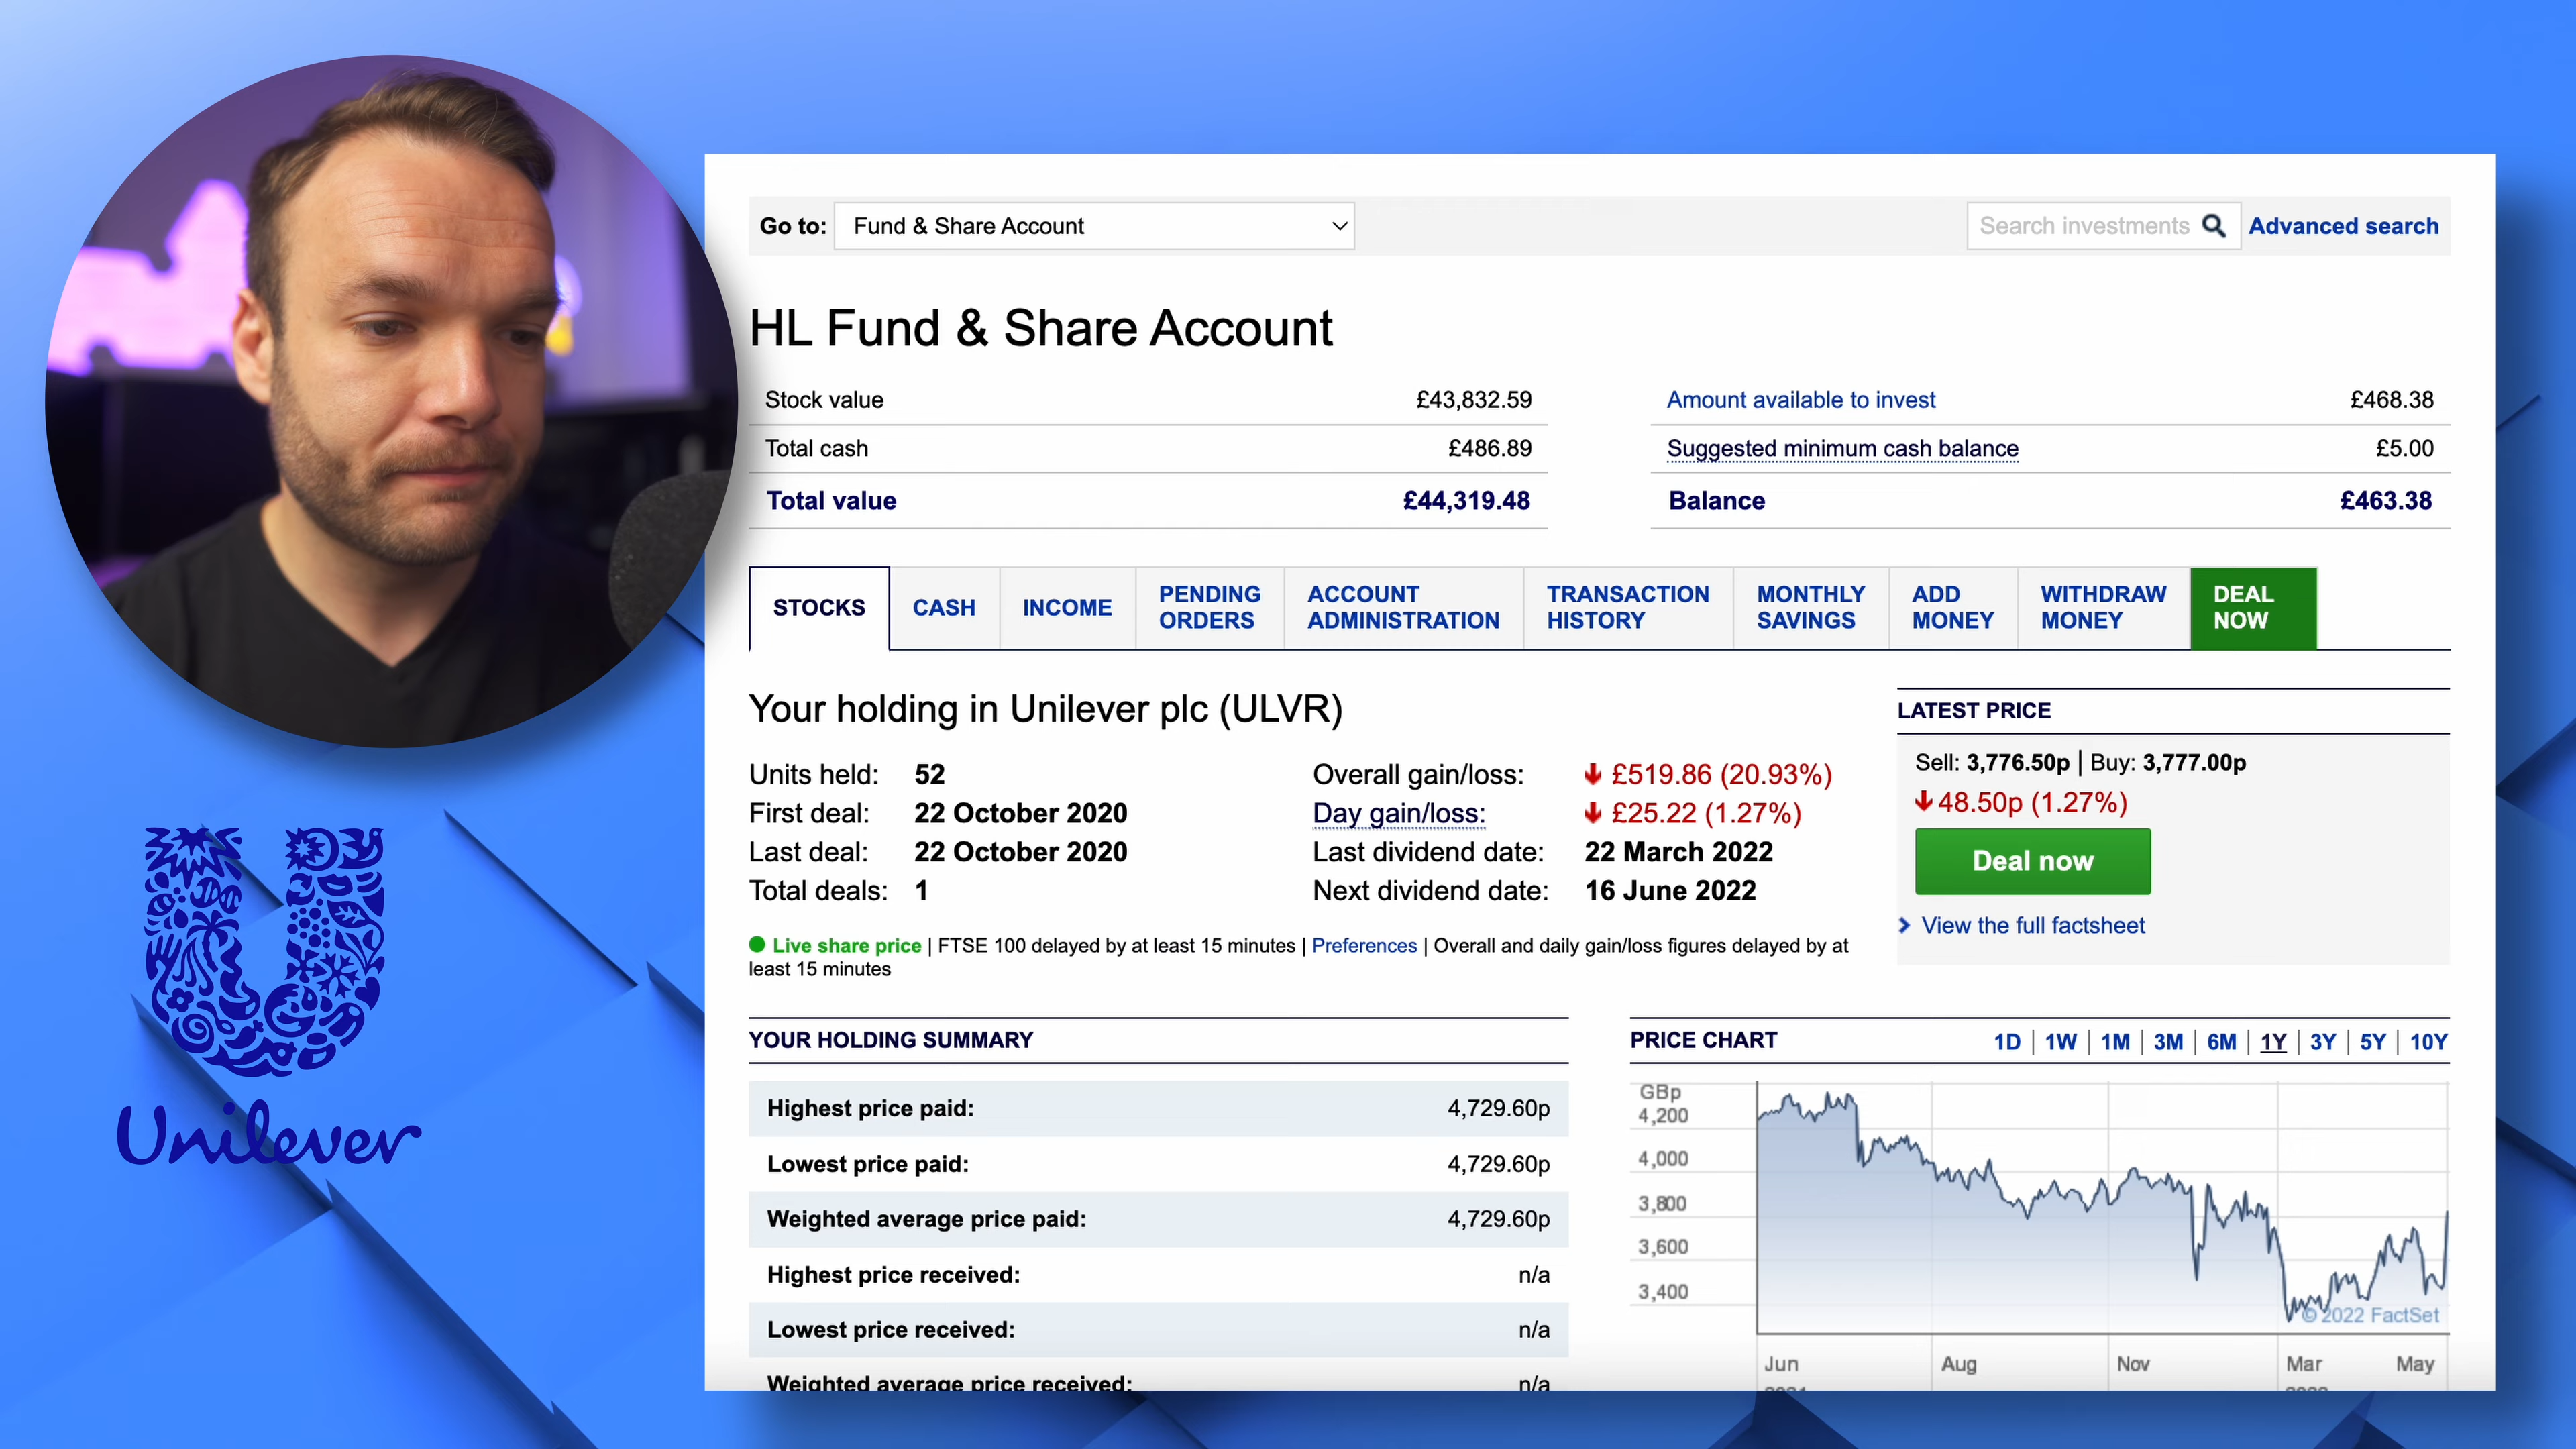 Go to:
Fund & Share Account
Search investments
Advanced search
HL Fund & Share Account
Stock value £43,832.59
Total cash £486.89
Total value £44,319.48
Amount available to invest £468.38
Suggested minimum cash balance £5.00
Balance £463.38
STOCKS
CASH
INCOME
PENDING
ORDERS
ACCOUNT
ADMINISTRATION
TRANSACTION
HISTORY
MONTHLY
SAVINGS
ADD
MONEY
WITHDRAW
MONEY
DEAL
NOW
Your holding in Unilever plc (ULVR)
Units held: 52
First deal: 22 October 2020
Last deal: 22 October 2020
Total deals: 1
Overall gain/loss: £519.86 (20.93%)
Day gain/loss: £25.22 (1.27%)
Last dividend date: 22 March 2022
Next dividend date: 16 June 2022
Live share price | FTSE 100 delayed by at least 15 minutes | Preferences | Overall and daily gain/loss figures delayed by at
least 15 minutes
LATEST PRICE
Sell: 3,776.50p | Buy: 3,777.00p
48.50p (1.27%)
Deal now
View the full factsheet
Unilever
YOUR HOLDING SUMMARY
Highest price paid: 4,729.60p
Lowest price paid: 4,729.60p
Weighted average price paid: 4,729.60p
Highest price received: n/a
Lowest price received: n/a
Weighted average price received: n/a
PRICE CHART
1D | 1W | 1M | 3M | 6M | 1Y | 3Y | 5Y | 10Y
GBp
4,200
4,000
3,800
3,600
3,400
© 2022 FactSet
Jun Aug Nov Mar May